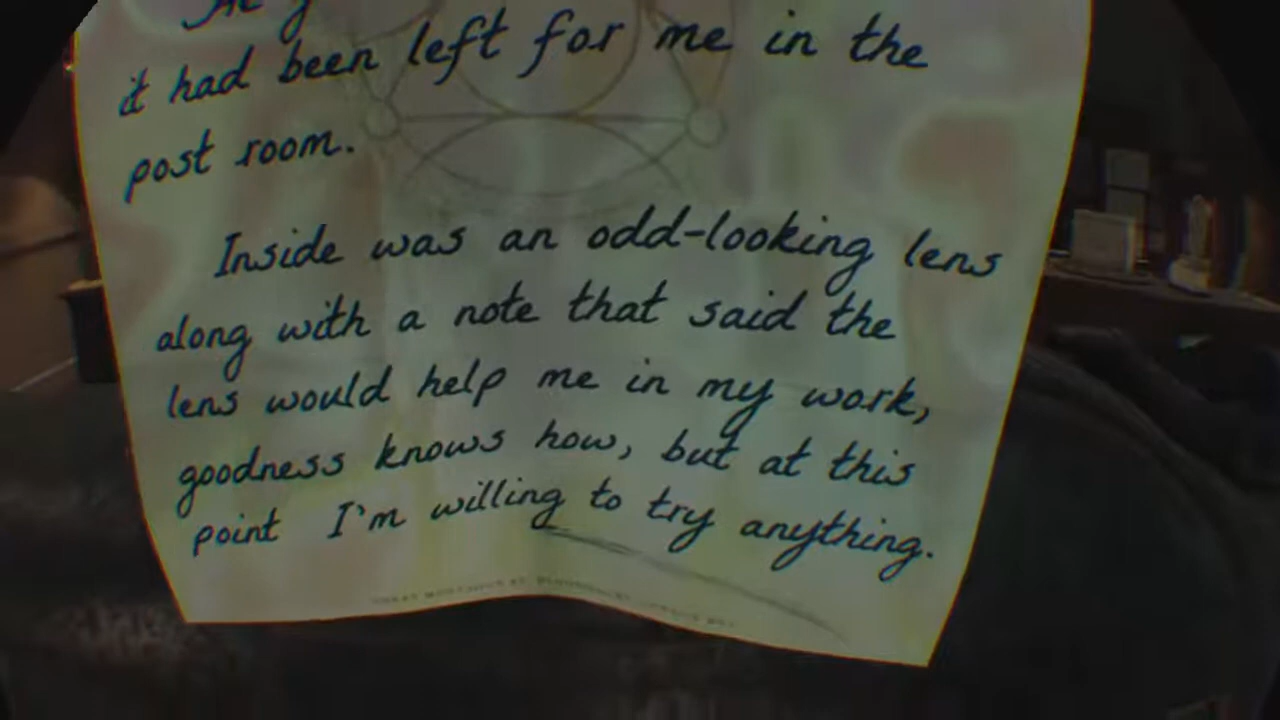 it had been left for me in the
post room.
Inside was an odd-looking lens
along with a note that said the
lens would help me in my work,
goodness knows how, but at this
point I'm willing to try anything.